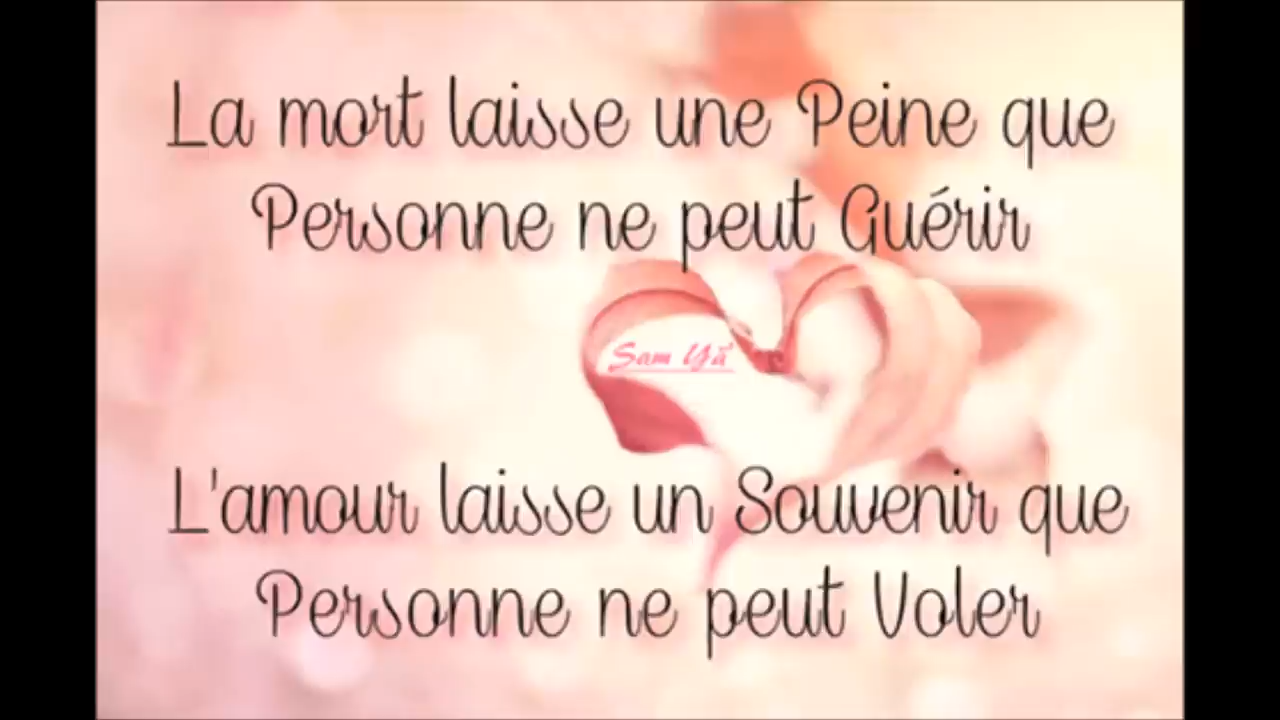 La mort laisse une Peine que
Personne ne peut Guérir
Sam Yä
L'amour laisse un Souvenir que
Personne ne peut Voler